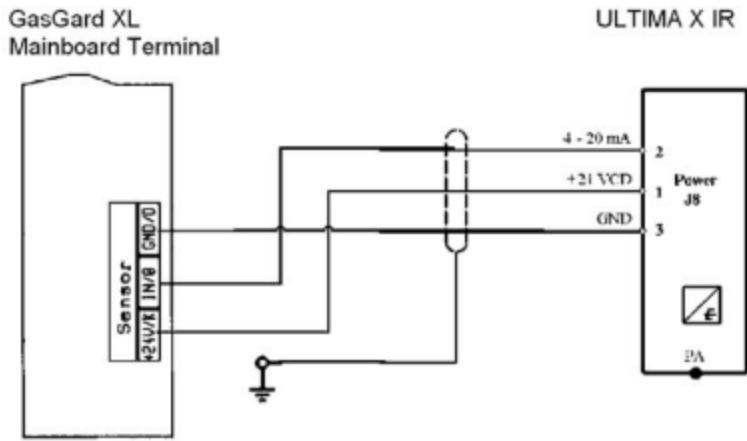 GasGard XL
Mainboard Terminal
ULTIMA X IR
4 - 20 mA
2
+21 VCD
1
Power
J8
GND
3
Sensor
GND/O
IN/B
+24V/K
E
PA